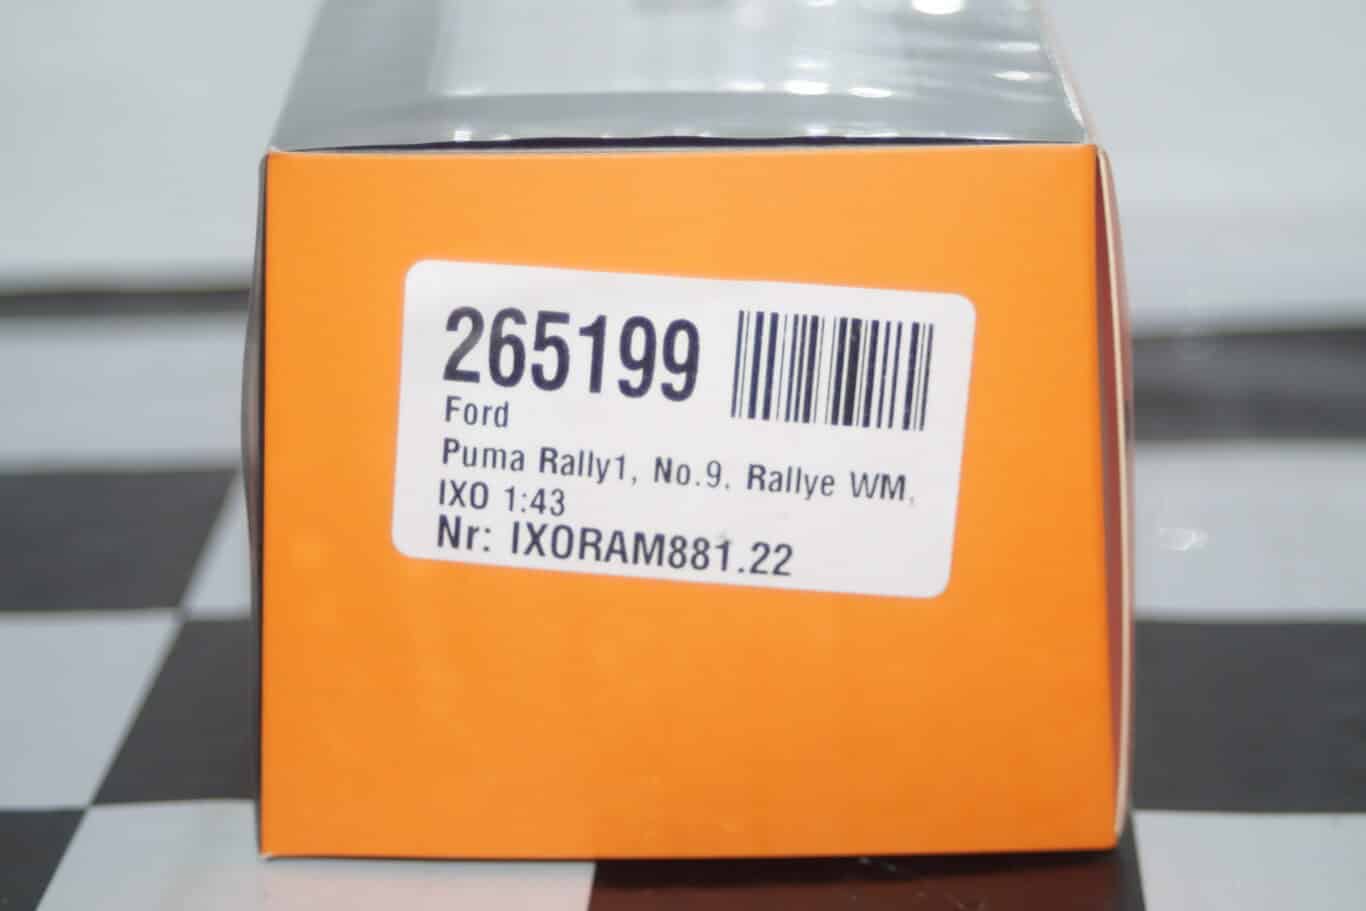 265199
Ford
Puma Rally1, No.9. Rallye WM,
IXO 1:43
Nr: IXORAM881.22